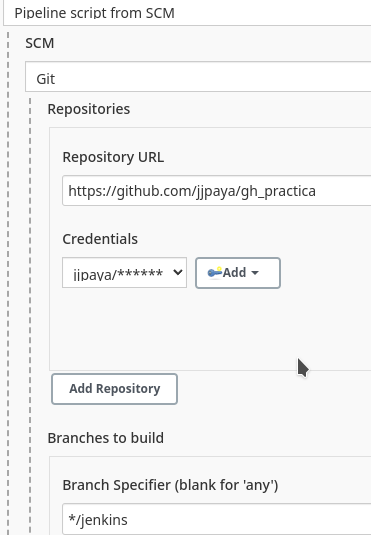 Pipeline script from SCM
SCM
Git
Repositories
Repository URL
https://github.com/jjpaya/gh_practica
Credentials
jjpaya/******
Add
Add Repository
Branches to build
Branch Specifier (blank for 'any')
*/jenkins